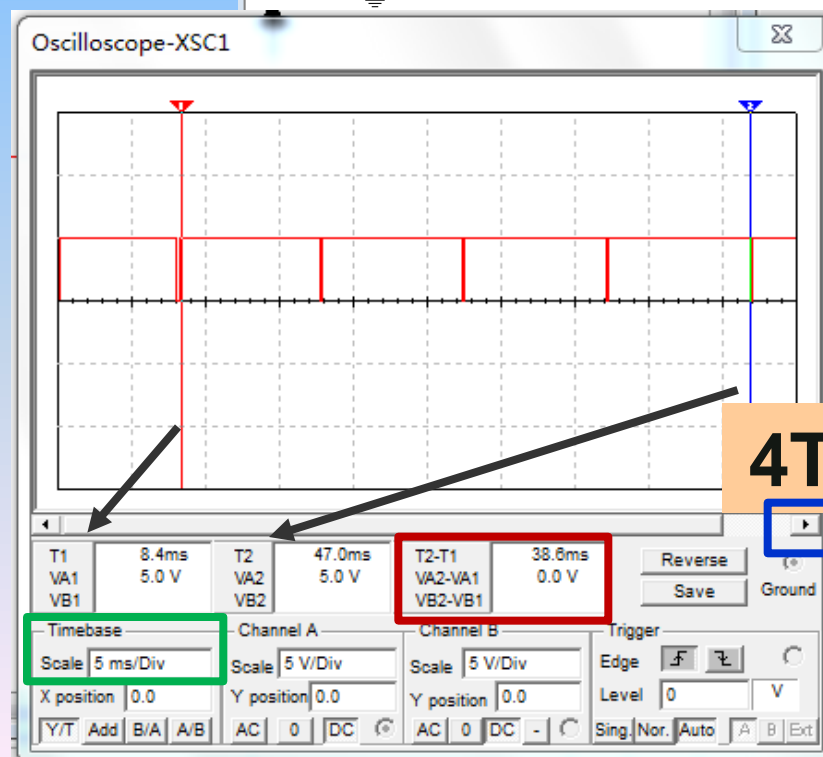 Oscilloscope-XSC1
1 2
4T
T1 8.4ms T2 47.0ms T2-T1 38.6ms Reverse
VA1 5.0 V VA2 5.0 V VA2-VA1 0.0 V
VB1 VB2 VB2-VB1 Save Ground
Timebase Channel A Channel B Trigger
Scale 5 ms/Div Scale 5 V/Div Scale 5 V/Div Edge
X position 0.0 Y position 0.0 Y position 0.0 Level 0 V
Y/T Add B/A A/B AC 0 DC AC 0 DC - Sing. Nor. Auto A B Ext